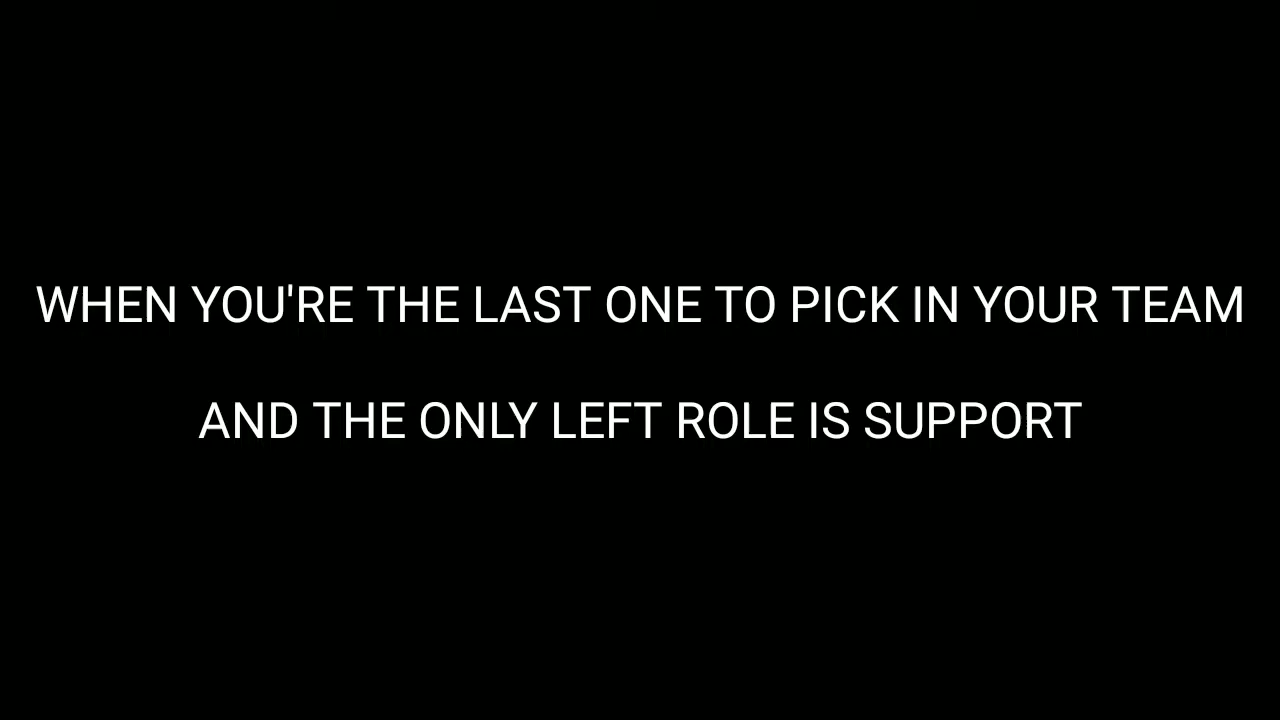 WHEN YOU'RE THE LAST ONE TO PICK IN YOUR TEAM
AND THE ONLY LEFT ROLE IS SUPPORT